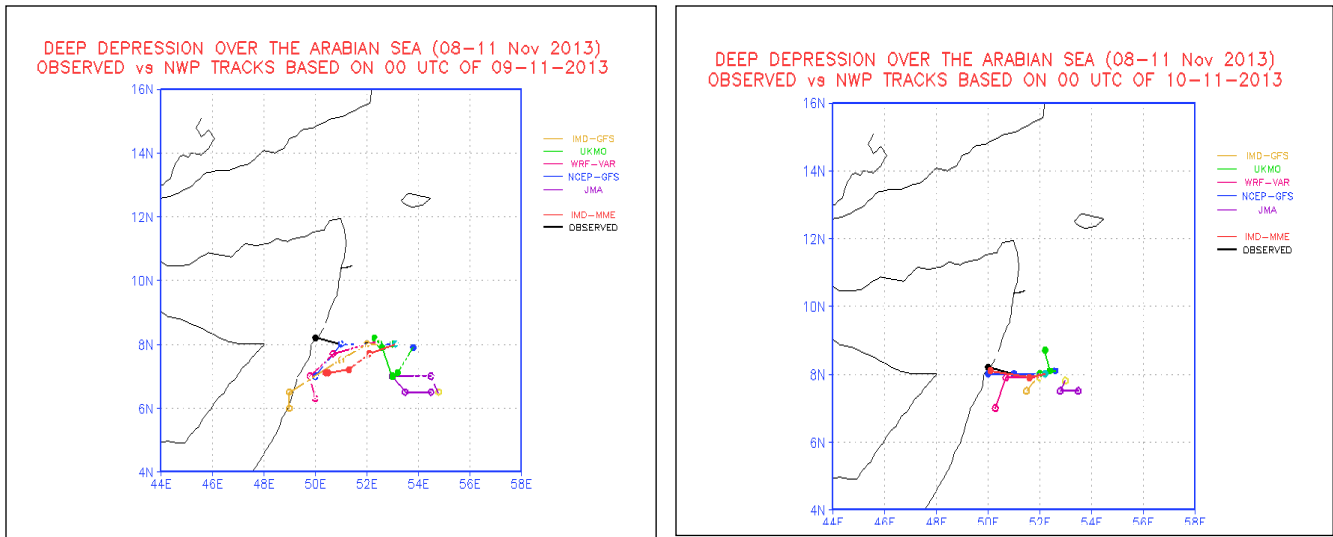 DEEP DEPRESSION OVER THE ARABIAN SEA (08-11 Nov 2013)
OBSERVED vs NWP TRACKS BASED ON 00 UTC OF 09-11-2013
16N
14N
12N
10N
8N
6N
4N
44E 46E 48E 50E 52E 54E 56E 58E
IMD-GFS
UKMO
WRF-VAR
NCEP-GFS
JMA
IMD-MME
OBSERVED
DEEP DEPRESSION OVER THE ARABIAN SEA (08-11 Nov 2013)
OBSERVED vs NWP TRACKS BASED ON 00 UTC OF 10-11-2013
16N
14N
12N
10N
8N
6N
4N
44E 46E 48E 50E 52E 54E 56E 58E
IMD-GFS
UKMO
WRF-VAR
NCEP-GFS
JMA
IMD-MME
OBSERVED